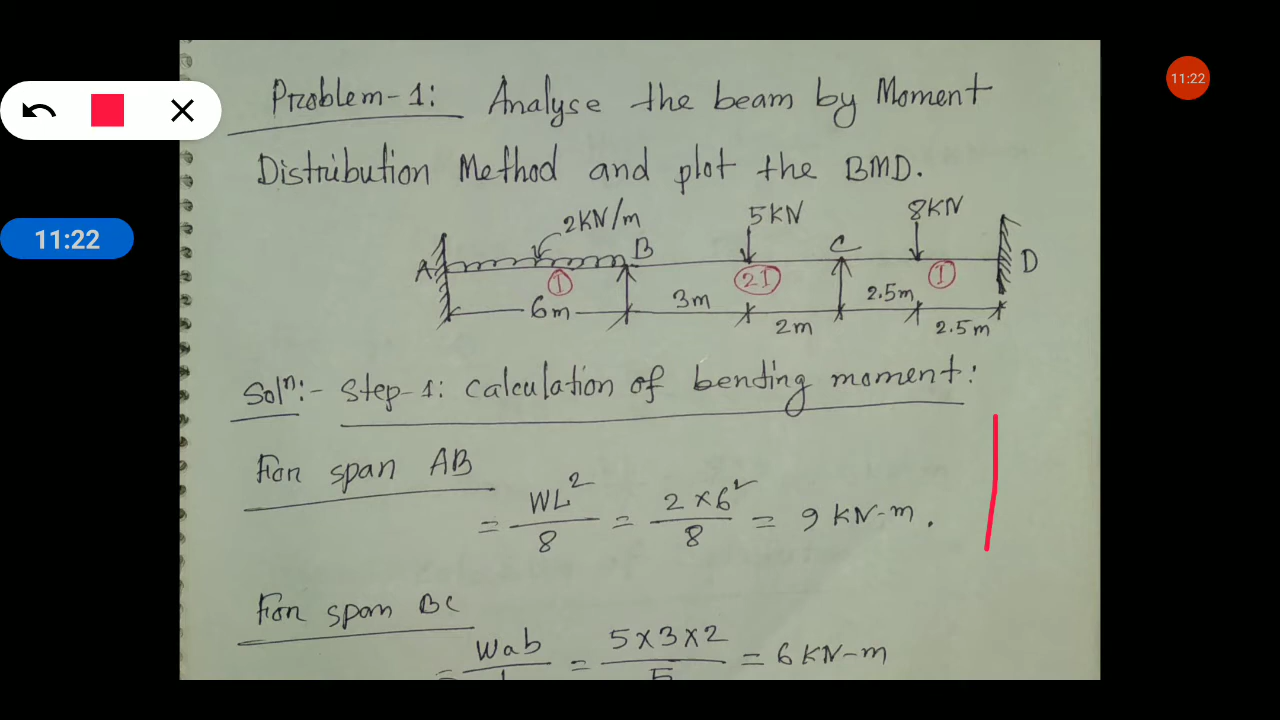 11:22
11:22
Problem-1: Analyse the beam by Moment
Distribution Method and plot the BMD.
2KN/m 5KN 8KN
A B C D
1 21 1
6m 3m 2m 2.5m 2.5m
Solⁿ:- Step-1: Calculation of bending moment:
For span AB
= WL²/8 = 2×6²/8 = 9 KN-m.
For span BC
= Wab/ = 5×3×2/5 = 6 KN-m